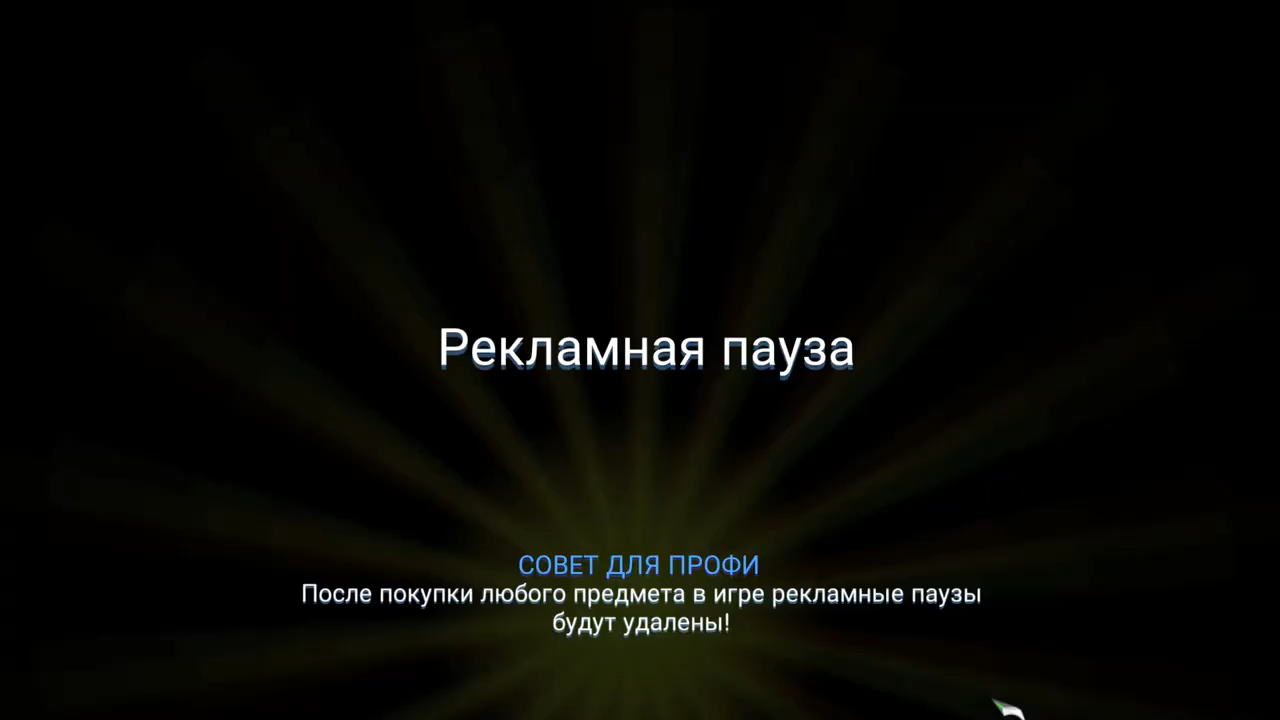 Рекламная пауза
СОВЕТ ДЛЯ ПРОФИ
После покупки любого предмета в игре рекламные паузы
будут удалены!